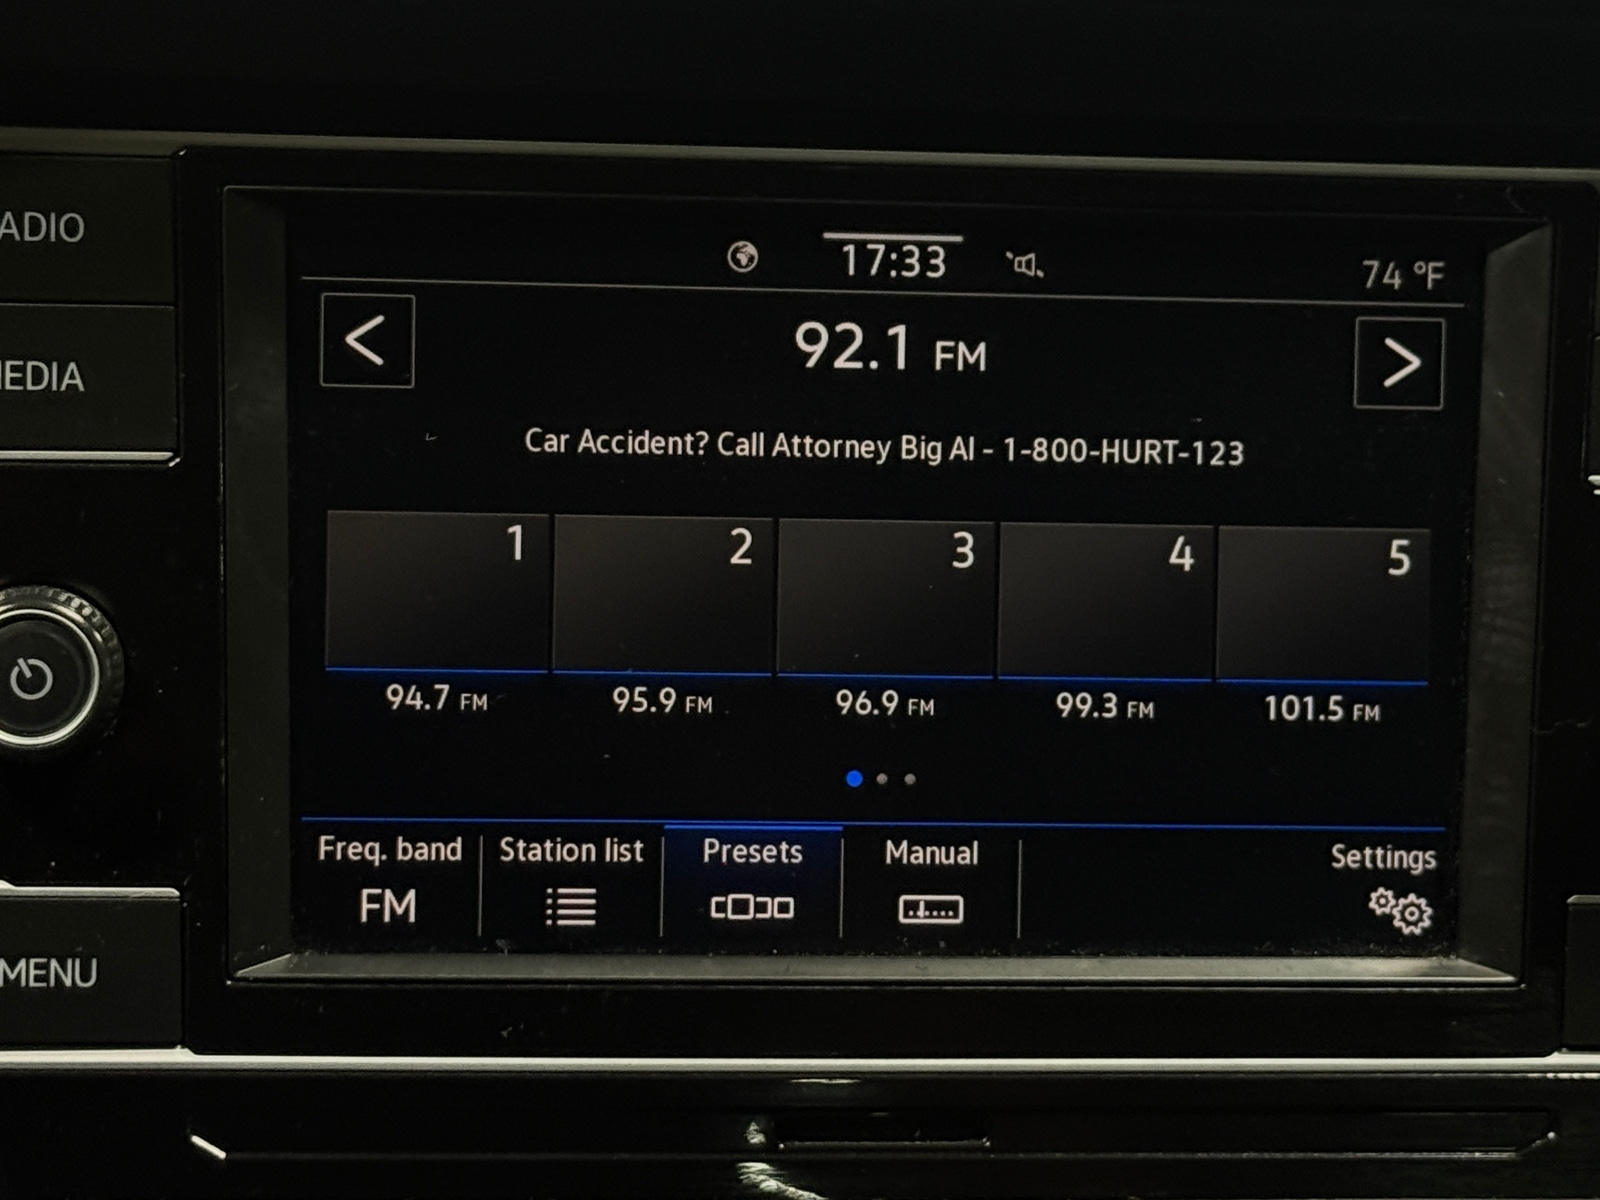 ADIO
17:33
74 °F
92.1 FM
MEDIA
Car Accident? Call Attorney Big Al - 1-800-HURT-123
1 2 3 4 5
94.7 FM 95.9 FM 96.9 FM 99.3 FM 101.5 FM
Freq. band Station list Presets Manual Settings
FM
MENU